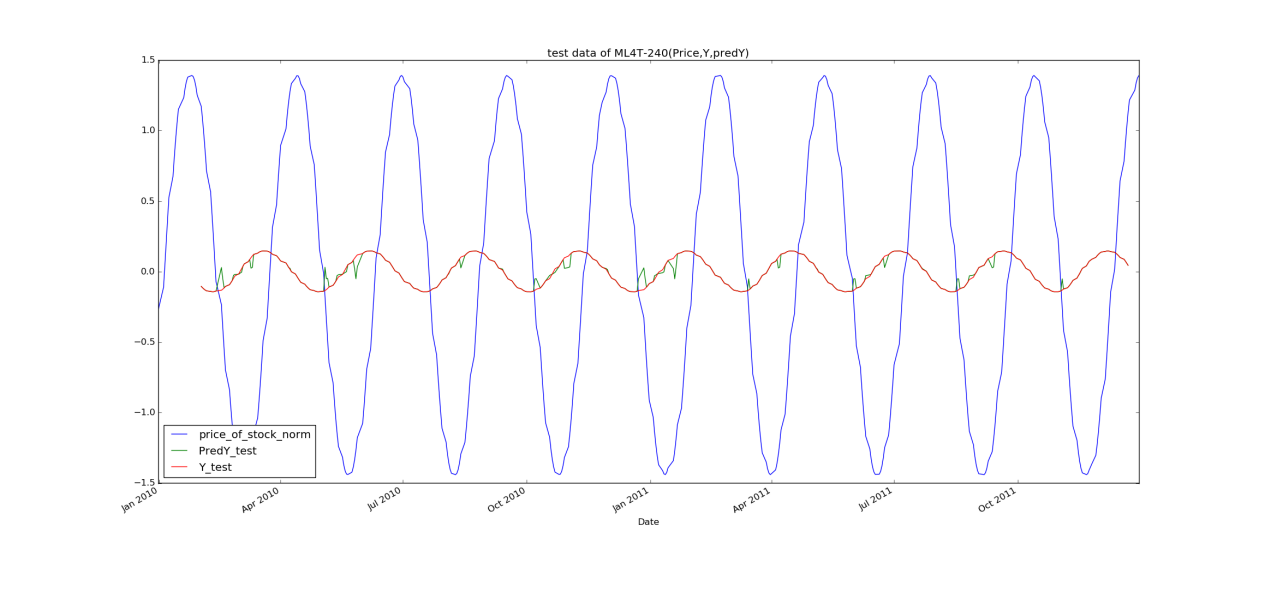 test data of ML4T-240(Price,Y,predY)
1.5
1.0
0.5
0.0
−0.5
−1.0
−1.5
price_of_stock_norm
PredY_test
Y_test
Jan 2010
Apr 2010
Jul 2010
Oct 2010
Jan 2011
Apr 2011
Jul 2011
Oct 2011
Date